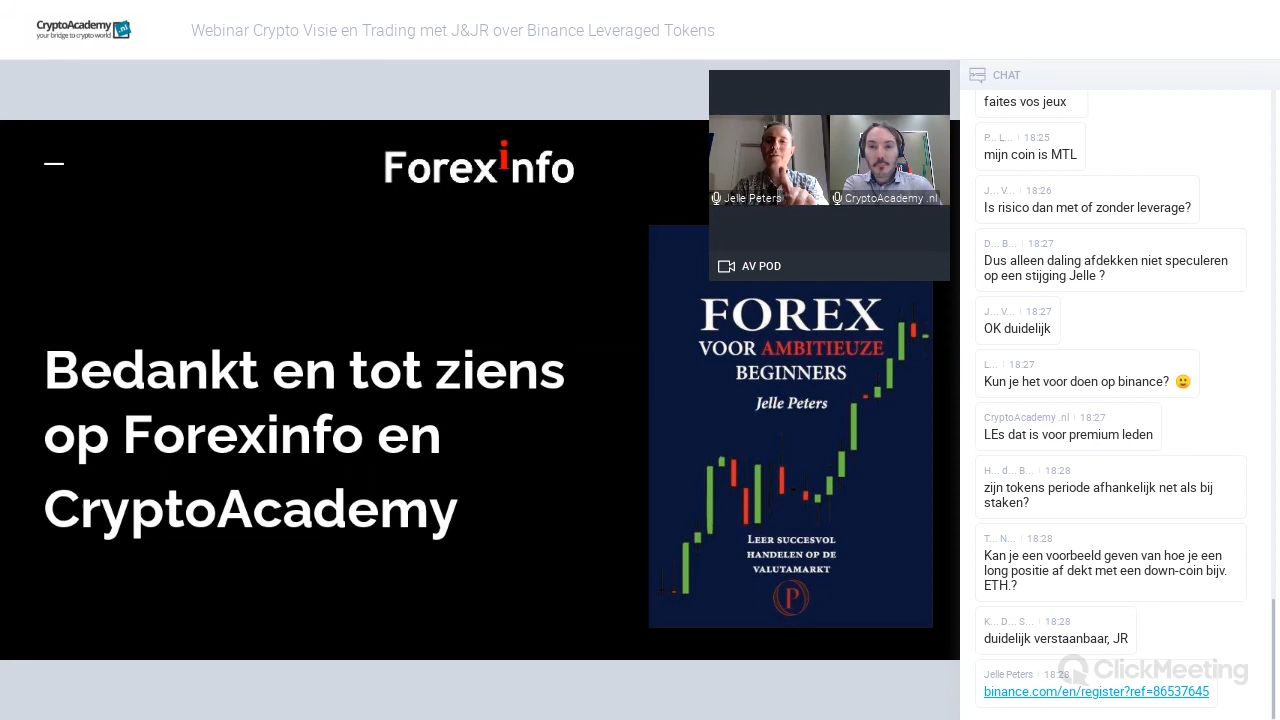 CryptoAcademy .nl
your bridge to crypto world
Webinar Crypto Visie en Trading met J&JR over Binance Leveraged Tokens
Forexinfo
Bedankt en tot ziens
op Forexinfo en
CryptoAcademy
Jelle Peters
CryptoAcademy .nl
AV POD
FOREX
VOOR AMBITIEUZE
BEGINNERS
Jelle Peters
LEER SUCCESVOL
HANDELEN OP DE
VALUTAMARKT
P
CHAT
faites vos jeux
P... L... 18:25
mijn coin is MTL
J... V... 18:26
Is risico dan met of zonder leverage?
D... B... 18:27
Dus alleen daling afdekken niet speculeren
op een stijging Jelle ?
J... V... 18:27
OK duidelijk
L... 18:27
Kun je het voor doen op binance? 🙂
CryptoAcademy .nl 18:27
LEs dat is voor premium leden
H... d... B... 18:28
zijn tokens periode afhankelijk net als bij
staken?
T... N... 18:28
Kan je een voorbeeld geven van hoe je een
long positie af dekt met een down-coin bijv.
ETH.?
K... D... S... 18:28
duidelijk verstaanbaar, JR
Jelle Peters 18:28
binance.com/en/register?ref=86537645
ClickMeeting